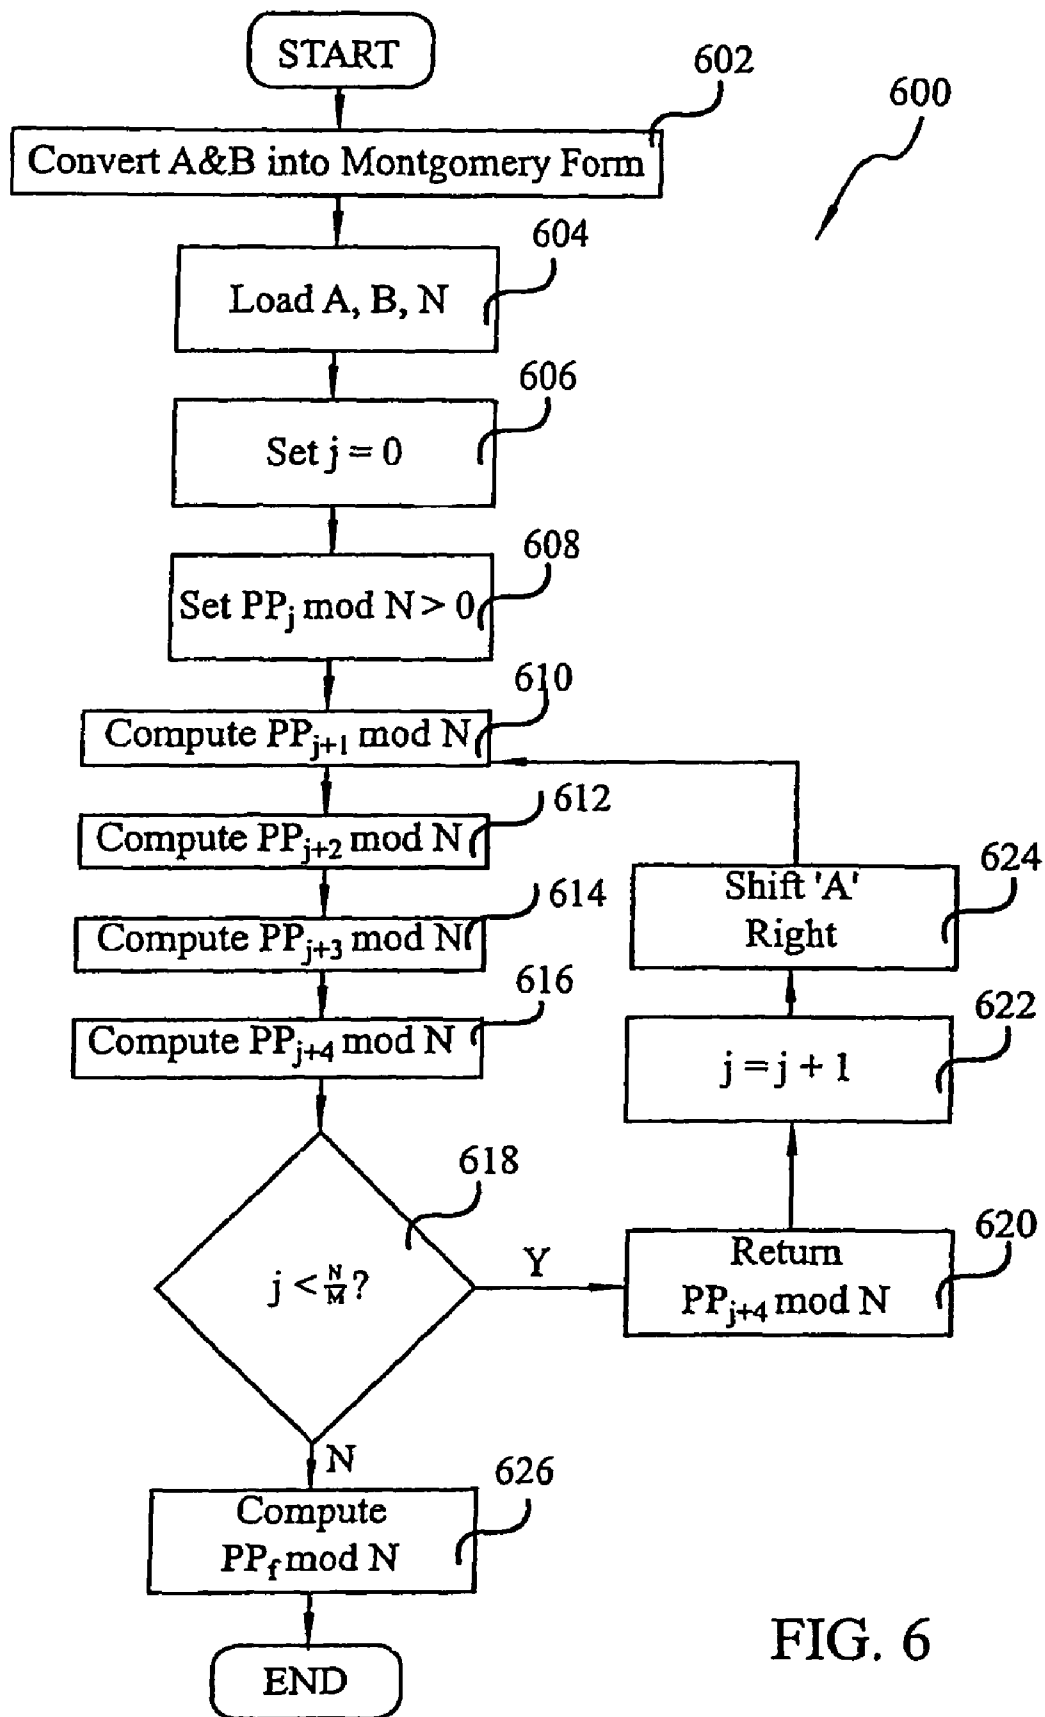 START
602
600
Convert A&B into Montgomery Form
604
Load A, B, N
606
Set j = 0
608
Set PPj mod N > 0
610
Compute PPj+1 mod N
612
Compute PPj+2 mod N
614
Compute PPj+3 mod N
616
Compute PPj+4 mod N
618
j < N/M ?
Y
N
620
Return
PPj+4 mod N
622
j = j + 1
624
Shift 'A'
Right
626
Compute
PPf mod N
END
FIG. 6